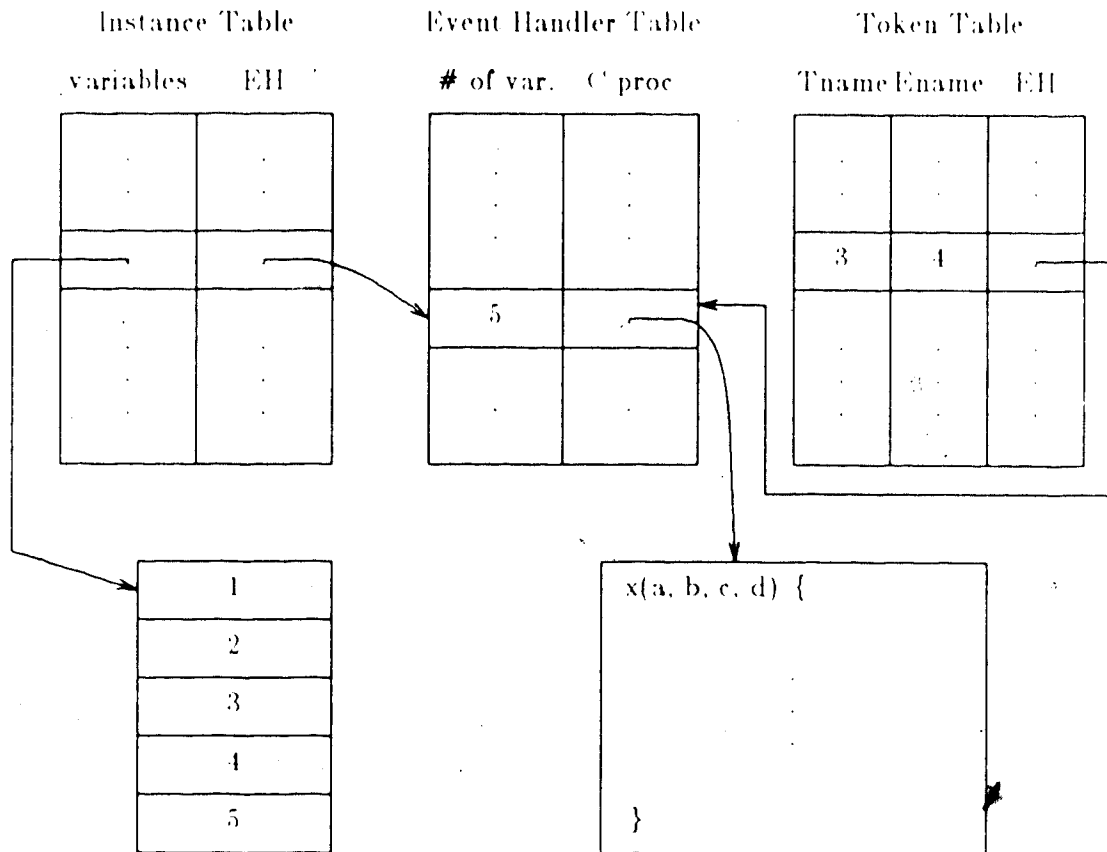 Instance Table
Event Handler Table
Token Table
variables EH
# of var. C proc
Tname Ename EH
3 4
5
1
2
3
4
5
x(a, b, c, d) {
}